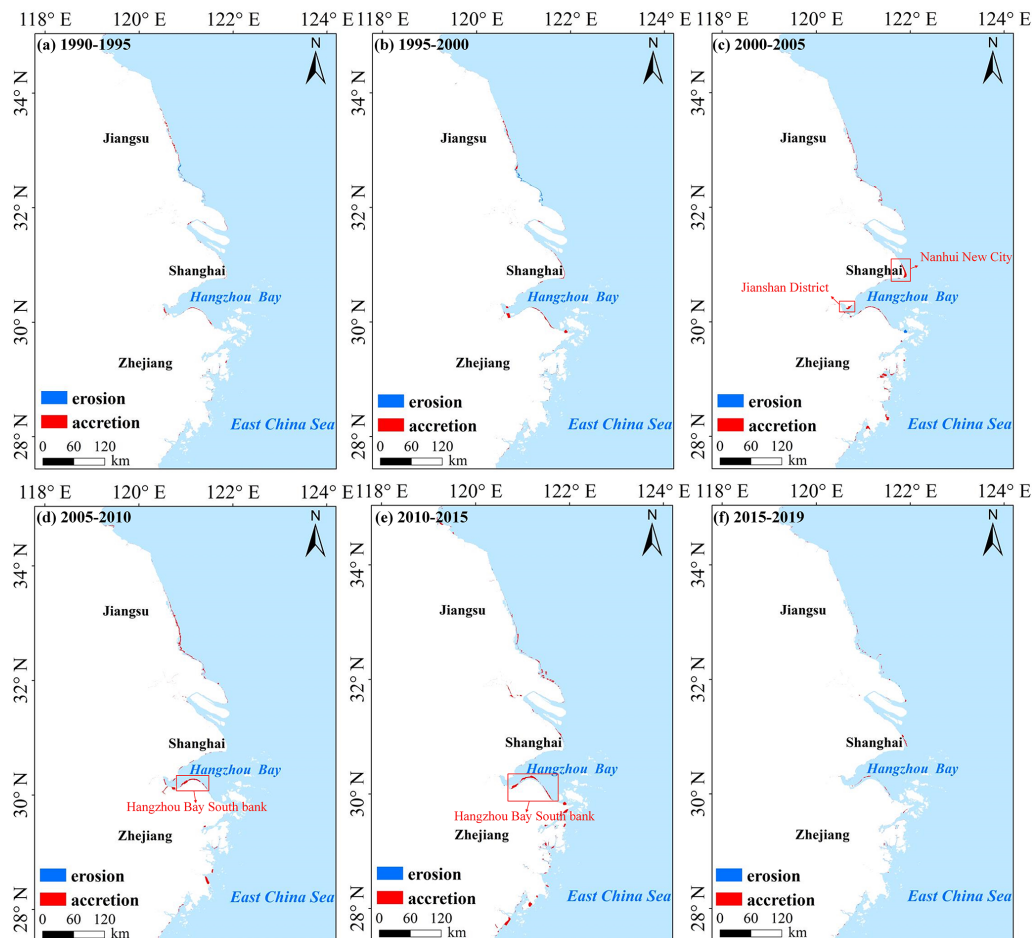 118° E 120° E 122° E 124° E
118° E 120° E 122° E 124° E
118° E 120° E 122° E 124° E
(a) 1990-1995
N
34° N
Jiangsu
32° N
Shanghai
Hangzhou Bay
30° N
Zhejiang
erosion
accretion
East China Sea
28° N
0 60 120
km
(b) 1995-2000
N
34° N
Jiangsu
32° N
Shanghai
Hangzhou Bay
30° N
Zhejiang
erosion
accretion
East China Sea
28° N
0 60 120
km
(c) 2000-2005
N
34° N
Jiangsu
32° N
Nanhui New City
Shanghai
Jianshan District
Hangzhou Bay
30° N
Zhejiang
erosion
accretion
East China Sea
28° N
0 60 120
km
118° E 120° E 122° E 124° E
118° E 120° E 122° E 124° E
118° E 120° E 122° E 124° E
(d) 2005-2010
N
34° N
Jiangsu
32° N
Shanghai
Hangzhou Bay
30° N
Hangzhou Bay South bank
Zhejiang
erosion
accretion
East China Sea
28° N
0 60 120
km
(e) 2010-2015
N
34° N
Jiangsu
32° N
Shanghai
Hangzhou Bay
30° N
Hangzhou Bay South bank
Zhejiang
erosion
accretion
East China Sea
28° N
0 60 120
km
(f) 2015-2019
N
34° N
Jiangsu
32° N
Shanghai
Hangzhou Bay
30° N
Zhejiang
erosion
accretion
East China Sea
28° N
0 60 120
km